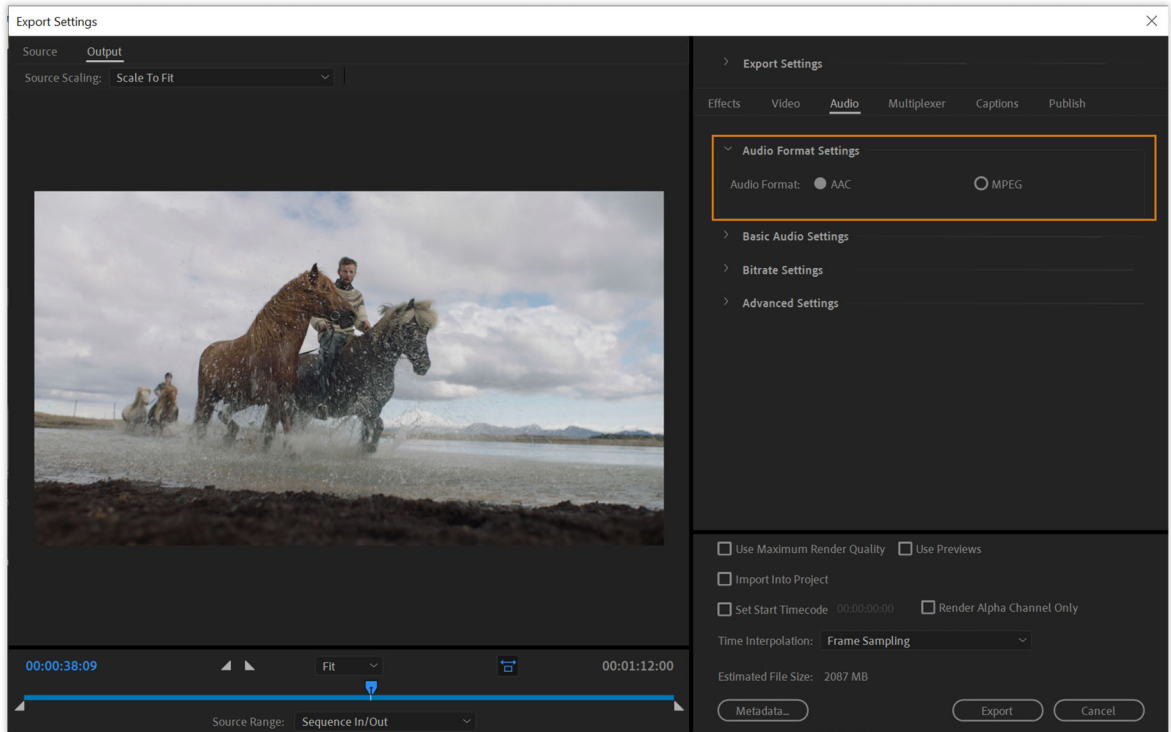 Export Settings
Source Output
Source Scaling: Scale To Fit
00:00:38:09 Fit 00:01:12:00
Source Range: Sequence In/Out
Export Settings
Effects Video Audio Multiplexer Captions Publish
Audio Format Settings
Audio Format: AAC MPEG
Basic Audio Settings
Bitrate Settings
Advanced Settings
Use Maximum Render Quality Use Previews
Import Into Project
Set Start Timecode 00:00:00:00 Render Alpha Channel Only
Time Interpolation: Frame Sampling
Estimated File Size: 2087 MB
Metadata... Export Cancel